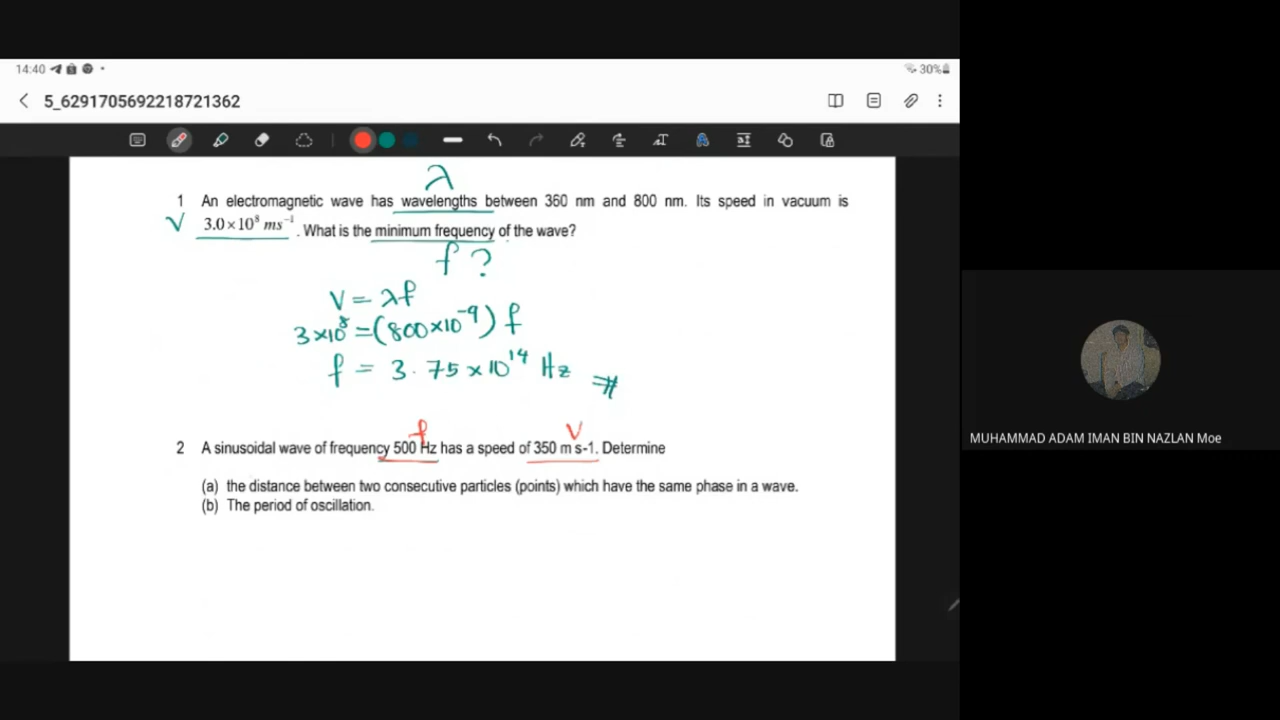 14:40
30%
5_6291705692218721362
λ
1 An electromagnetic wave has wavelengths between 360 nm and 800 nm. Its speed in vacuum is
V 3.0×10⁸ ms⁻¹. What is the minimum frequency of the wave?
f ?
V = λf
3×10⁸ = (800×10⁻⁹) f
f = 3.75×10¹⁴ Hz #
f V
2 A sinusoidal wave of frequency 500 Hz has a speed of 350 m s-1. Determine
(a) the distance between two consecutive particles (points) which have the same phase in a wave.
(b) The period of oscillation.
MUHAMMAD ADAM IMAN BIN NAZLAN Moe